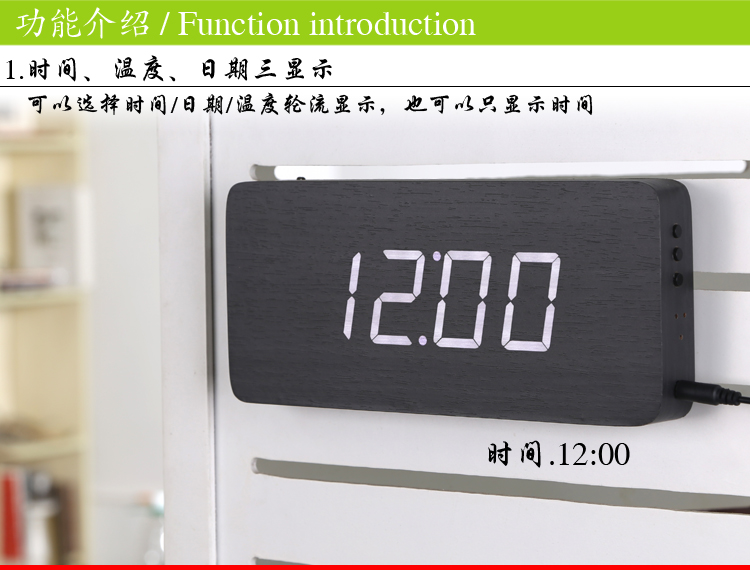 功能介绍 / Function introduction
1.时间、温度、日期三显示
可以选择时间/日期/温度轮流显示，也可以只显示时间
12:00
时间.12:00